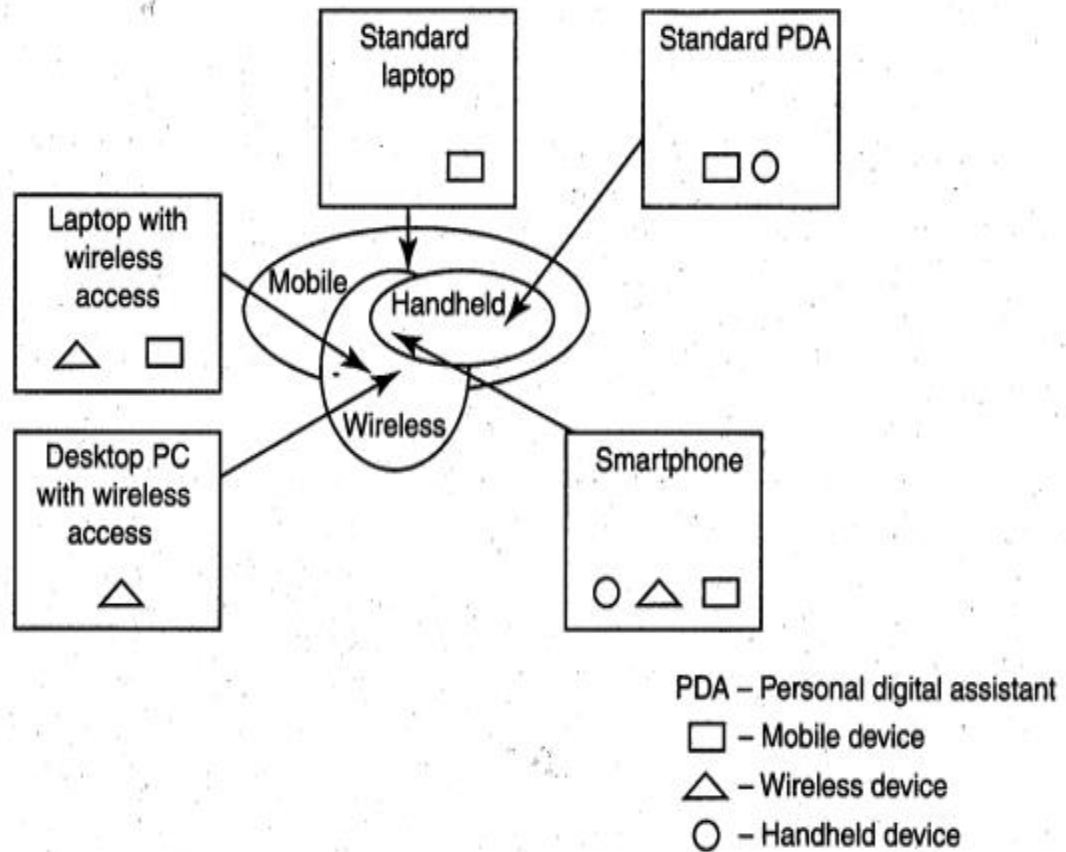 Standard
laptop
Standard PDA
Laptop with
wireless
access
Mobile
Handheld
Wireless
Desktop PC
with wireless
access
Smartphone
PDA – Personal digital assistant
– Mobile device
– Wireless device
– Handheld device